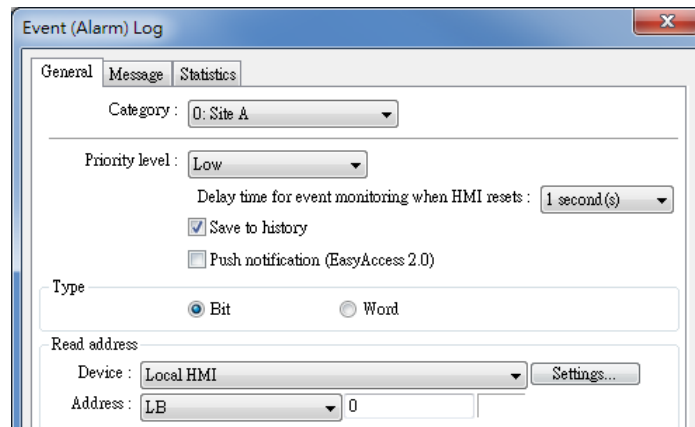 Event (Alarm) Log
General Message Statistics
Category : 0: Site A
Priority level : Low
Delay time for event monitoring when HMI resets : 1 second(s)
Save to history
Push notification (EasyAccess 2.0)
Type
Bit Word
Read address
Device : Local HMI Settings...
Address : LB 0